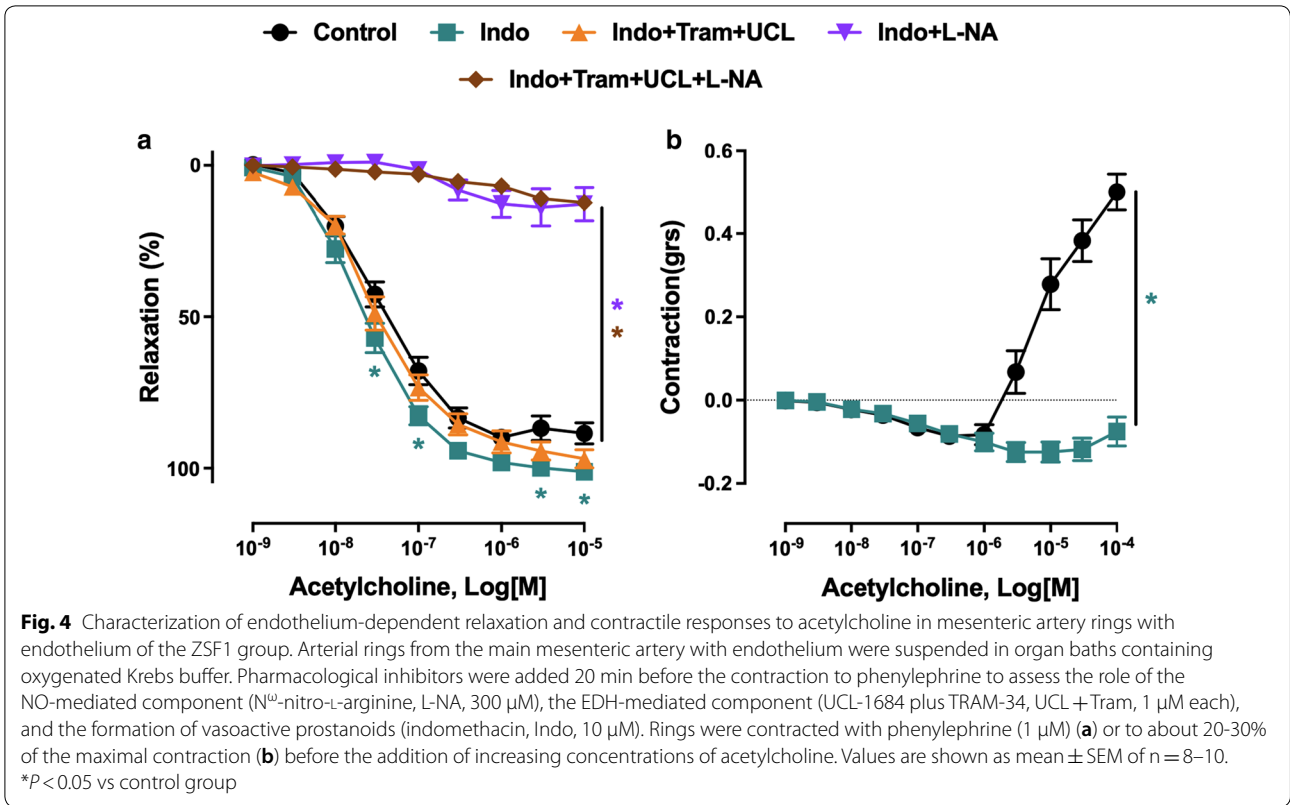 Control Indo Indo+Tram+UCL Indo+L-NA
Indo+Tram+UCL+L-NA
a
0
50
100
Relaxation (%)
*
*
*
*
*
*
10⁻⁹ 10⁻⁸ 10⁻⁷ 10⁻⁶ 10⁻⁵
Acetylcholine, Log[M]
b
0.6
0.4
0.2
0.0
-0.2
Contraction(grs)
*
10⁻⁹ 10⁻⁸ 10⁻⁷ 10⁻⁶ 10⁻⁵ 10⁻⁴
Acetylcholine, Log[M]
Fig. 4 Characterization of endothelium-dependent relaxation and contractile responses to acetylcholine in mesenteric artery rings with
endothelium of the ZSF1 group. Arterial rings from the main mesenteric artery with endothelium were suspended in organ baths containing
oxygenated Krebs buffer. Pharmacological inhibitors were added 20 min before the contraction to phenylephrine to assess the role of the
NO-mediated component (Nω-nitro-ʟ-arginine, L-NA, 300 µM), the EDH-mediated component (UCL-1684 plus TRAM-34, UCL + Tram, 1 µM each),
and the formation of vasoactive prostanoids (indomethacin, Indo, 10 µM). Rings were contracted with phenylephrine (1 µM) (a) or to about 20-30%
of the maximal contraction (b) before the addition of increasing concentrations of acetylcholine. Values are shown as mean ± SEM of n = 8–10.
*P < 0.05 vs control group